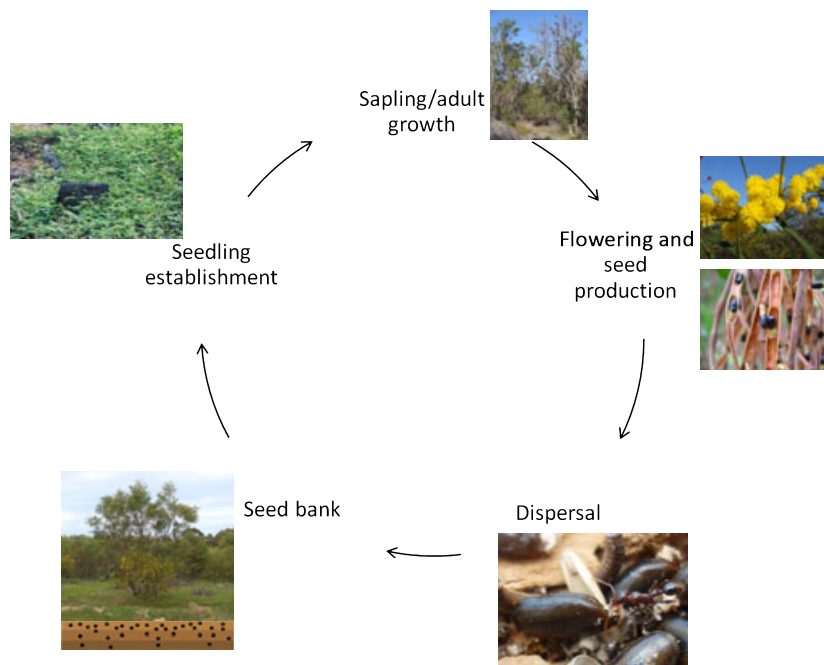 Sapling/adult
growth
Flowering and
seed
production
Dispersal
Seed bank
Seedling
establishment